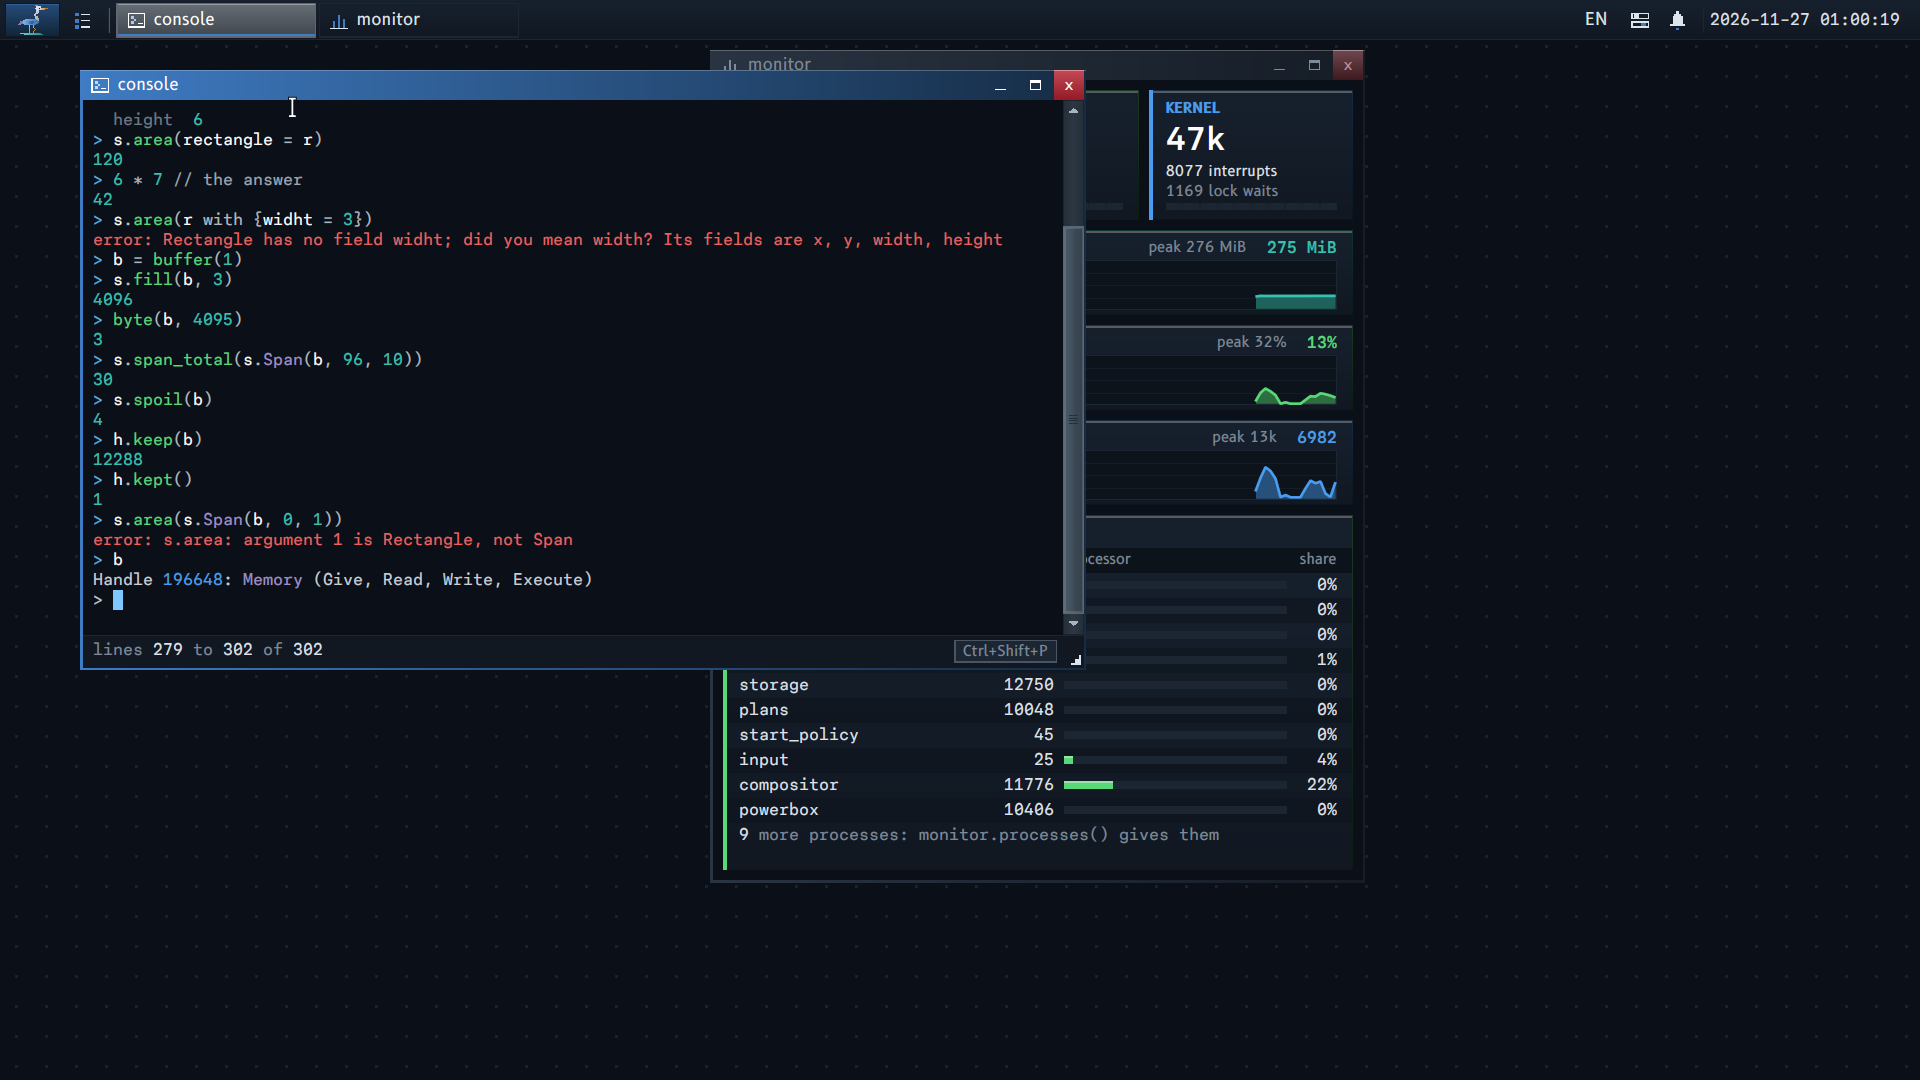 console
monitor
EN
2026-11-27 01:00:19
monitor
x
console
x
height 6
> s.area(rectangle = r)
120
> 6 * 7 // the answer
42
> s.area(r with {widht = 3})
error: Rectangle has no field widht; did you mean width? Its fields are x, y, width, height
> b = buffer(1)
> s.fill(b, 3)
4096
> byte(b, 4095)
3
> s.span_total(s.Span(b, 96, 10))
30
> s.spoil(b)
4
> h.keep(b)
12288
> h.kept()
1
> s.area(s.Span(b, 0, 1))
error: s.area: argument 1 is Rectangle, not Span
> b
Handle 196648: Memory (Give, Read, Write, Execute)
>
lines 279 to 302 of 302
Ctrl+Shift+P
KERNEL
47k
8077 interrupts
1169 lock waits
peak 276 MiB 275 MiB
peak 32% 13%
peak 13k 6982
share
0%
0%
0%
1%
storage 12750 0%
plans 10048 0%
start_policy 45 0%
input 25 4%
compositor 11776 22%
powerbox 10406 0%
9 more processes: monitor.processes() gives them